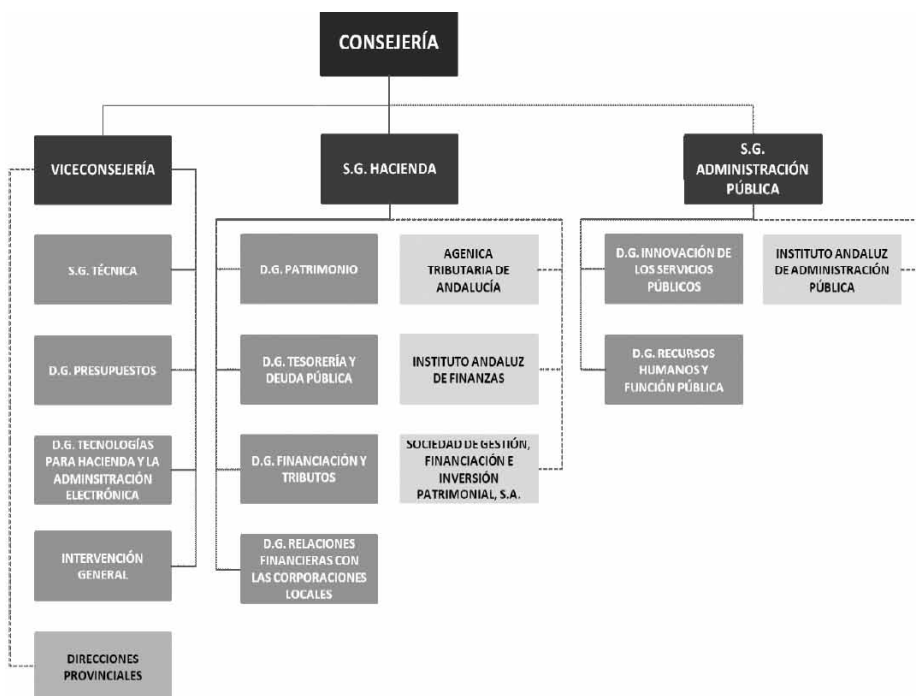 CONSEJERÍA
VICECONSEJERÍA
S.G. HACIENDA
S.G.
ADMINISTRACIÓN
PÚBLICA
S.G. TÉCNICA
D.G. PRESUPUESTOS
D.G. TECNOLOGÍAS
PARA HACIENDA Y LA
ADMINSITRACIÓN
ELECTRÓNICA
INTERVENCIÓN
GENERAL
DIRECCIONES
PROVINCIALES
D.G. PATRIMONIO
D.G. TESORERÍA Y
DEUDA PÚBLICA
D.G. FINANCIACIÓN Y
TRIBUTOS
D.G. RELACIONES
FINANCIERAS CON
LAS CORPORACIONES
LOCALES
AGENICA
TRIBUTARIA DE
ANDALUCÍA
INSTITUTO ANDALUZ
DE FINANZAS
SOCIEDAD DE GESTIÓN,
FINANCIACIÓN E
INVERSIÓN
PATRIMONIAL, S.A.
D.G. INNOVACIÓN DE
LOS SERVICIOS
PÚBLICOS
D.G. RECURSOS
HUMANOS Y
FUNCIÓN PÚBLICA
INSTITUTO ANDALUZ
DE ADMINISTRACIÓN
PÚBLICA